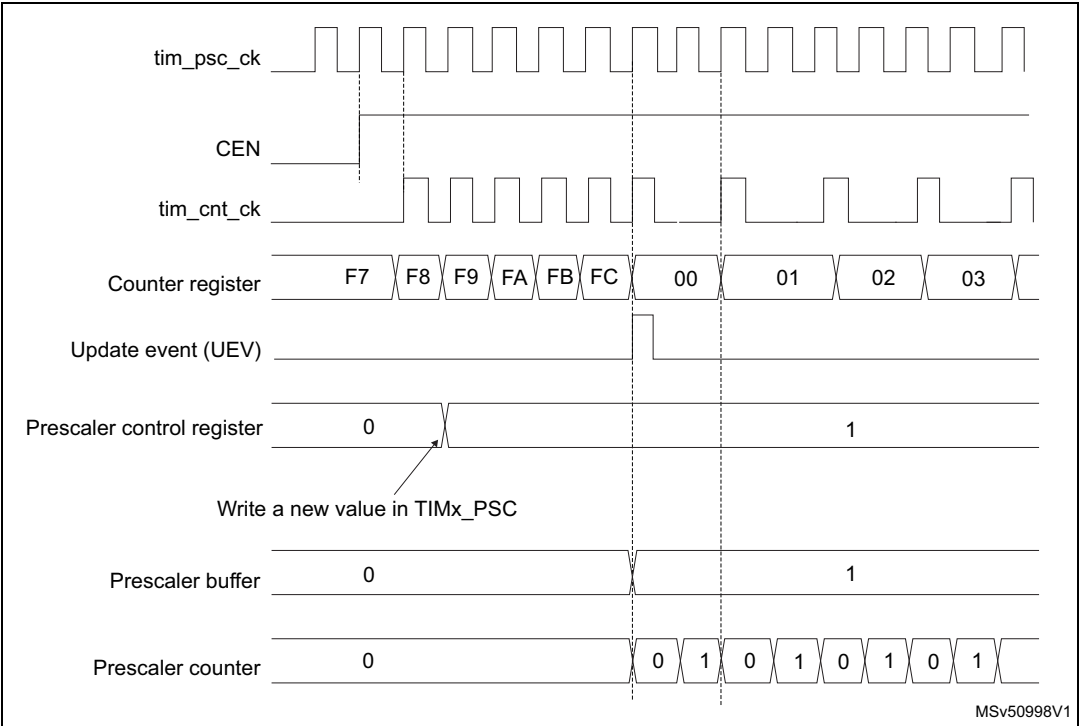 tim_psc_ck
CEN
tim_cnt_ck
Counter register F7 F8 F9 FA FB FC 00 01 02 03
Update event (UEV)
Prescaler control register 0 1
Write a new value in TIMx_PSC
Prescaler buffer 0 1
Prescaler counter 0 0 1 0 1 0 1 0 1
MSv50998V1